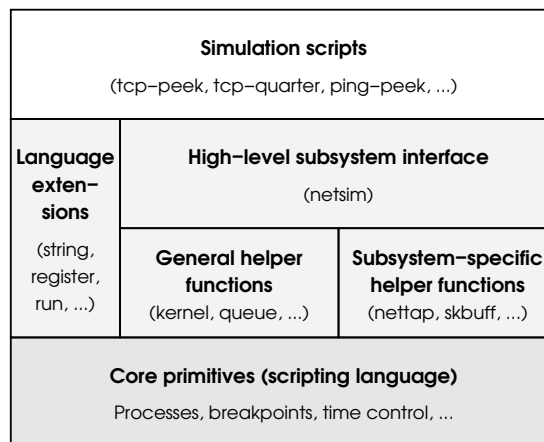 Simulation scripts
(tcp–peek, tcp–quarter, ping–peek, ...)
Language
exten–
sions
(string,
register,
run, ...)
High–level subsystem interface
(netsim)
General helper
functions
(kernel, queue, ...)
Subsystem–specific
helper functions
(nettap, skbuff, ...)
Core primitives (scripting language)
Processes, breakpoints, time control, ...